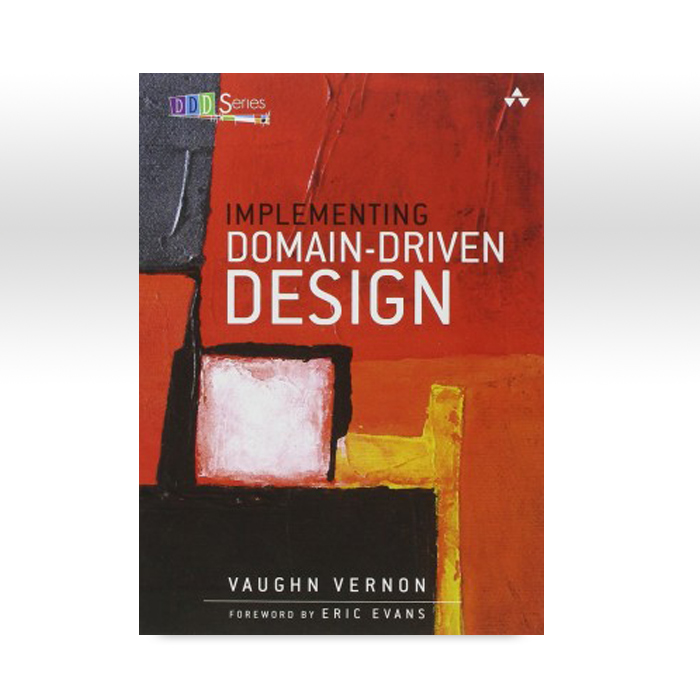 DDD Series
IMPLEMENTING
DOMAIN-DRIVEN
DESIGN
VAUGHN VERNON
FOREWORD BY ERIC EVANS